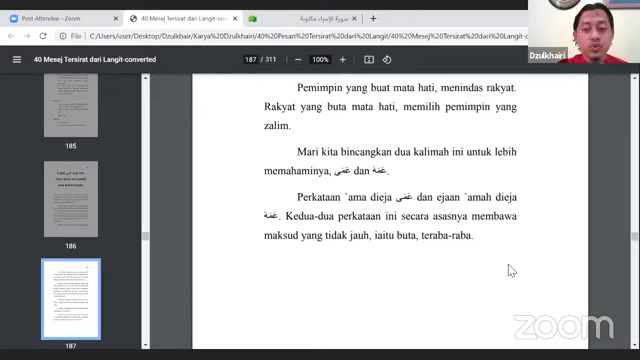 Post Attendee - Zoom
40 Mesej Tersirat dari Langit-con
سورة الإسراء مكتوبة
C:/Users/user/Desktop/Dzulkhair/Karya%20Dzulkhairi/40%20Pesan%20Tersirat%20dari%20Langit/40%20Mesej%20Tersirat%20dari%20Langit-con
Dzulkhairi
40 Mesej Tersirat dari Langit-converted
187 / 311
100%
185
186
187
Pemimpin yang buat mata hati, menindas rakyat.
Rakyat yang buta mata hati, memilih pemimpin yang
zalim.
Mari kita bincangkan dua kalimah ini untuk lebih
memahaminya, عَمَى dan عَمَهَ.
Perkataan `ama dieja عَمَى dan ejaan `amah dieja
عَمَهَ. Kedua-dua perkataan ini secara asasnya membawa
maksud yang tidak jauh, iaitu buta, teraba-raba.
zoom